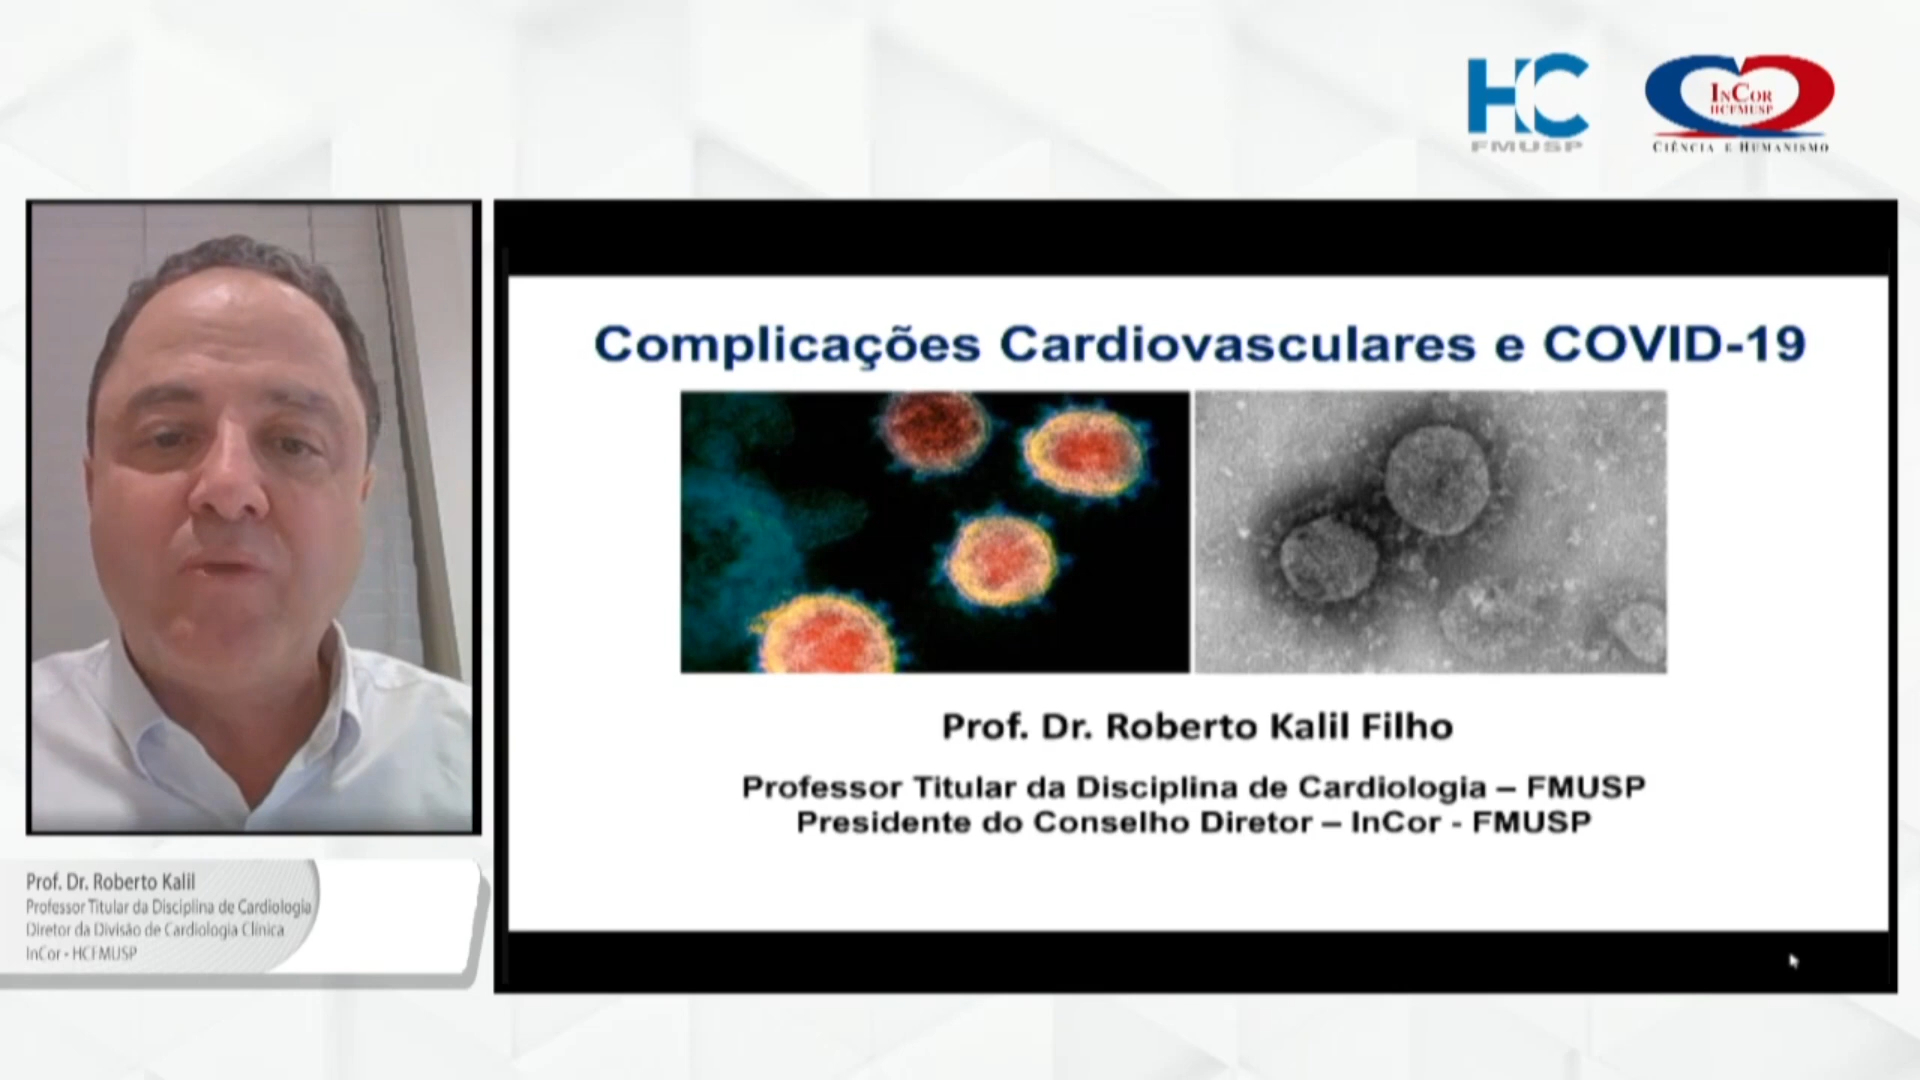 HC
FMUSP
InCor
HCFMUSP
Ciência e Humanismo
Complicações Cardiovasculares e COVID-19
Prof. Dr. Roberto Kalil Filho
Professor Titular da Disciplina de Cardiologia – FMUSP
Presidente do Conselho Diretor – InCor - FMUSP
Prof. Dr. Roberto Kalil
Professor Titular da Disciplina de Cardiologia
Diretor da Divisão de Cardiologia Clínica
InCor - HCFMUSP